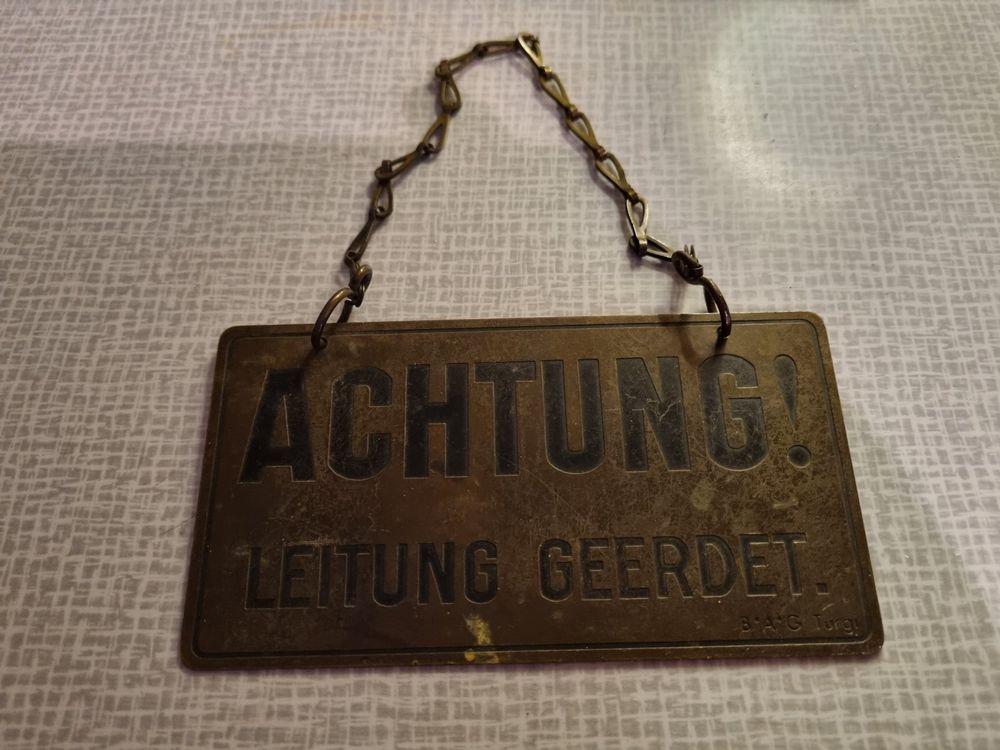 ACHTUNG!
LEITUNG GEERDET.
B·A·G Turgi